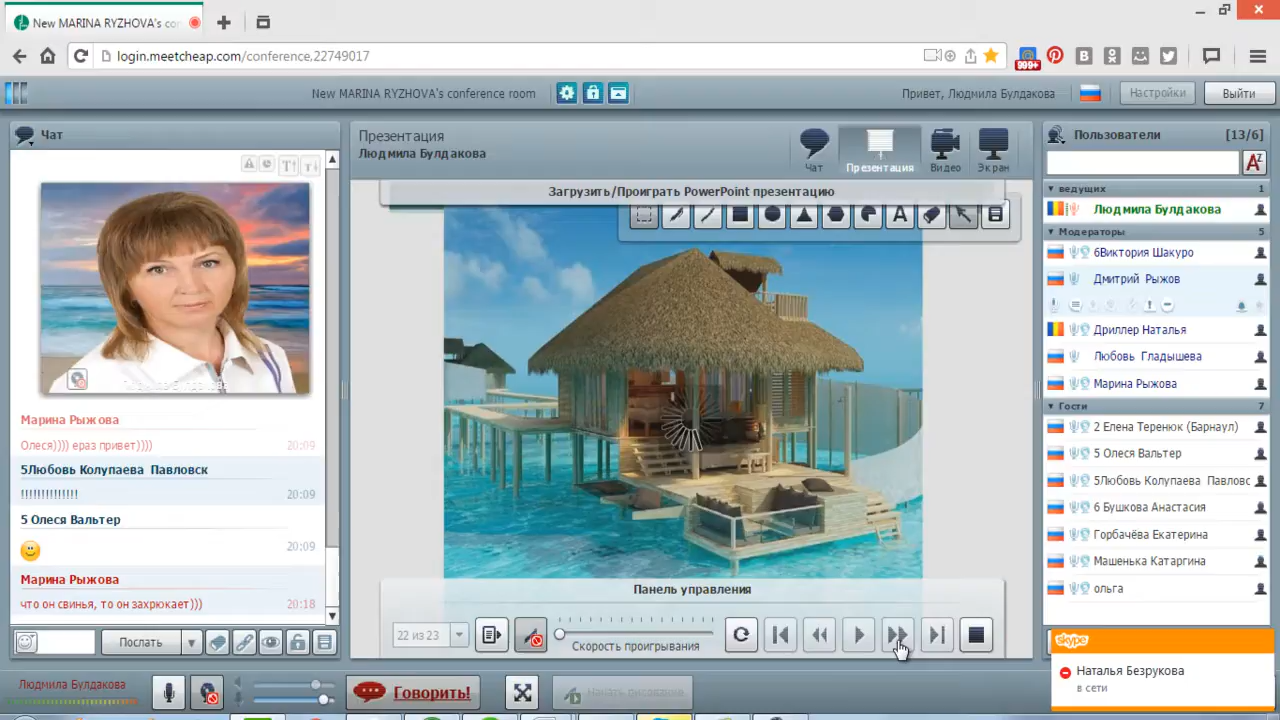 New MARINA RYZHOVA's con
login.meetcheap.com/conference,22749017
999+
New MARINA RYZHOVA's conference room
Привет, Людмила Булдакова
Настройки
Выйти
Чат
Марина Рыжова
Олеся)))) ераз привет))))
20:09
5Любовь Колупаева Павловск
!!!!!!!!!!!!!!
20:09
5 Олеся Вальтер
20:09
Марина Рыжова
что он свинья, то он захрюкает)))
20:18
Послать
Презентация
Людмила Булдакова
Чат
Презентация
Видео
Экран
Загрузить/Проиграть PowerPoint презентацию
Панель управления
22 из 23
Скорость проигрывания
Пользователи
[13/6]
ведущих
1
Людмила Булдакова
Модераторы
5
6Виктория Шакуро
Дмитрий Рыжов
Дриллер Наталья
Любовь Гладышева
Марина Рыжова
Гости
7
2 Елена Теренюк (Барнаул)
5 Олеся Вальтер
5Любовь Колупаева Павловс
6 Бушкова Анастасия
Горбачёва Екатерина
Машенька Катаргина
ольга
skype
Наталья Безрукова
в сети
Людмила Булдакова
Говорить!
Начать рисование